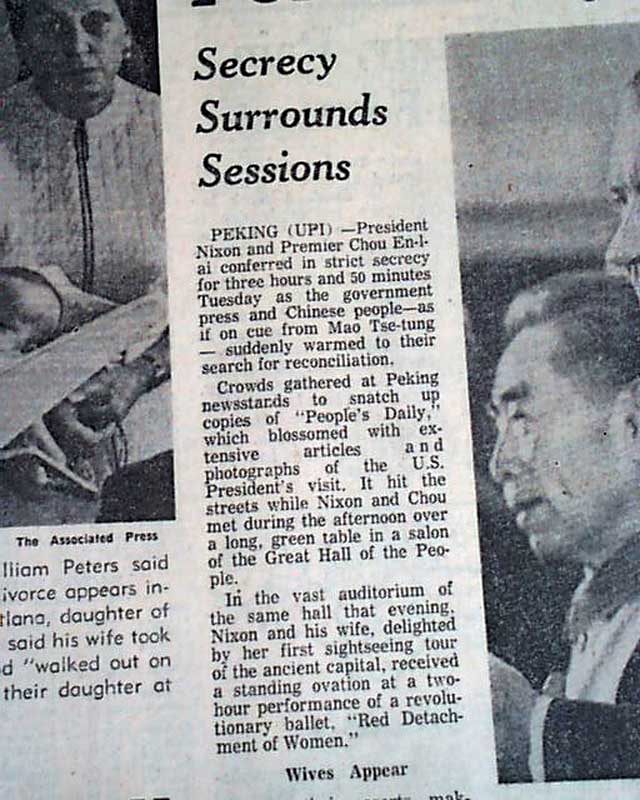 Secrecy
Surrounds
Sessions
PEKING (UPI) —President
Nixon and Premier Chou En-l-
ai conferred in strict secrecy
for three hours and 50 minutes
Tuesday as the government
press and Chinese people—as
if on cue from Mao Tse-tung
— suddenly warmed to their
search for reconciliation.
Crowds gathered at Peking
newsstands to snatch up
copies of "People's Daily,"
which blossomed with ex-
tensive articles and
photographs of the U.S.
President's visit. It hit the
streets while Nixon and Chou
met during the afternoon over
a long, green table in a salon
of the Great Hall of the Peo-
ple.
In the vast auditorium of
the same hall that evening,
Nixon and his wife, delighted
by her first sightseeing tour
of the ancient capital, received
a standing ovation at a two-
hour performance of a revolu-
tionary ballet, "Red Detach-
ment of Women."
Wives Appear
The Associated Press
lliam Peters said
ivorce appears in-
tlana, daughter of
said his wife took
d "walked out on
their daughter at